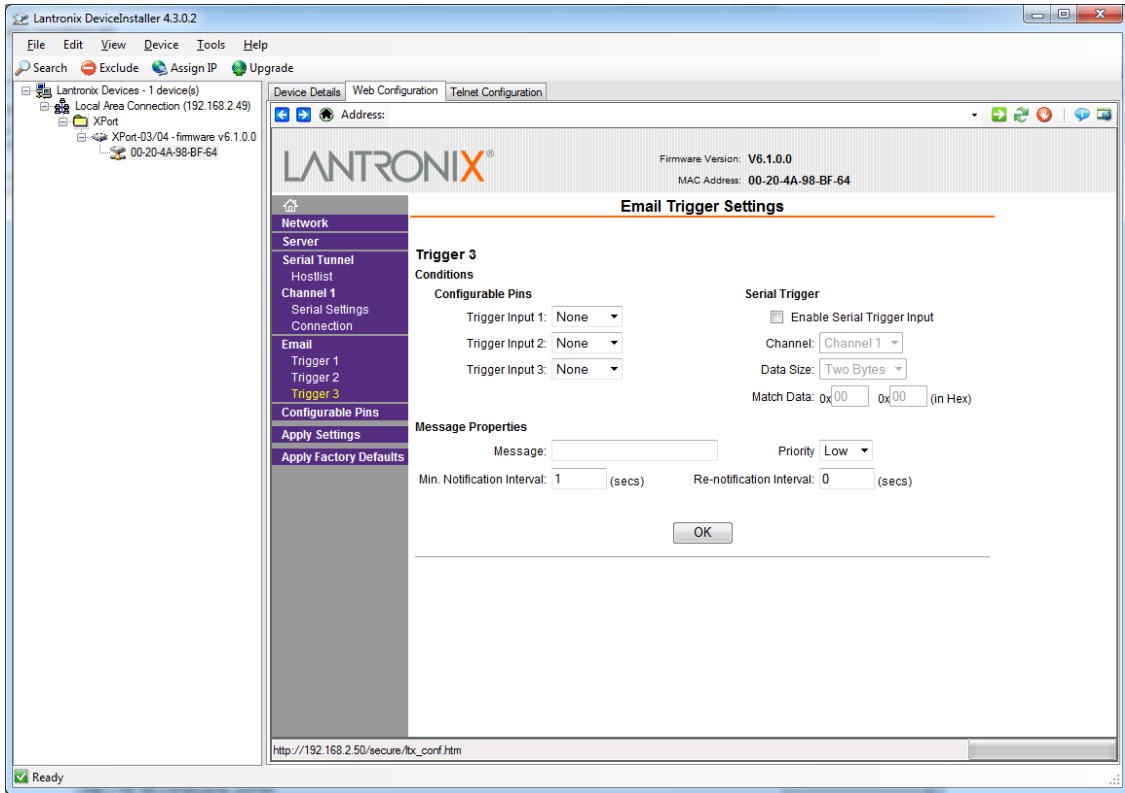 Lantronix DeviceInstaller 4.3.0.2
File Edit View Device Tools Help
Search Exclude Assign IP Upgrade
Lantronix Devices - 1 device(s)
Local Area Connection (192.168.2.49)
XPort
XPort-03/04 - firmware v6.1.0.0
00-20-4A-98-BF-64
Device Details Web Configuration Telnet Configuration
Address:
LANTRONIX®
Firmware Version: V6.1.0.0
MAC Address: 00-20-4A-98-BF-64
Network
Server
Serial Tunnel
Hostlist
Channel 1
Serial Settings
Connection
Email
Trigger 1
Trigger 2
Trigger 3
Configurable Pins
Apply Settings
Apply Factory Defaults
Email Trigger Settings
Trigger 3
Conditions
Configurable Pins
Trigger Input 1: None
Trigger Input 2: None
Trigger Input 3: None
Serial Trigger
Enable Serial Trigger Input
Channel: Channel 1
Data Size: Two Bytes
Match Data: 0x 00 0x 00 (in Hex)
Message Properties
Message:
Priority Low
Min. Notification Interval: 1 (secs)
Re-notification Interval: 0 (secs)
OK
http://192.168.2.50/secure/ltx_conf.htm
Ready